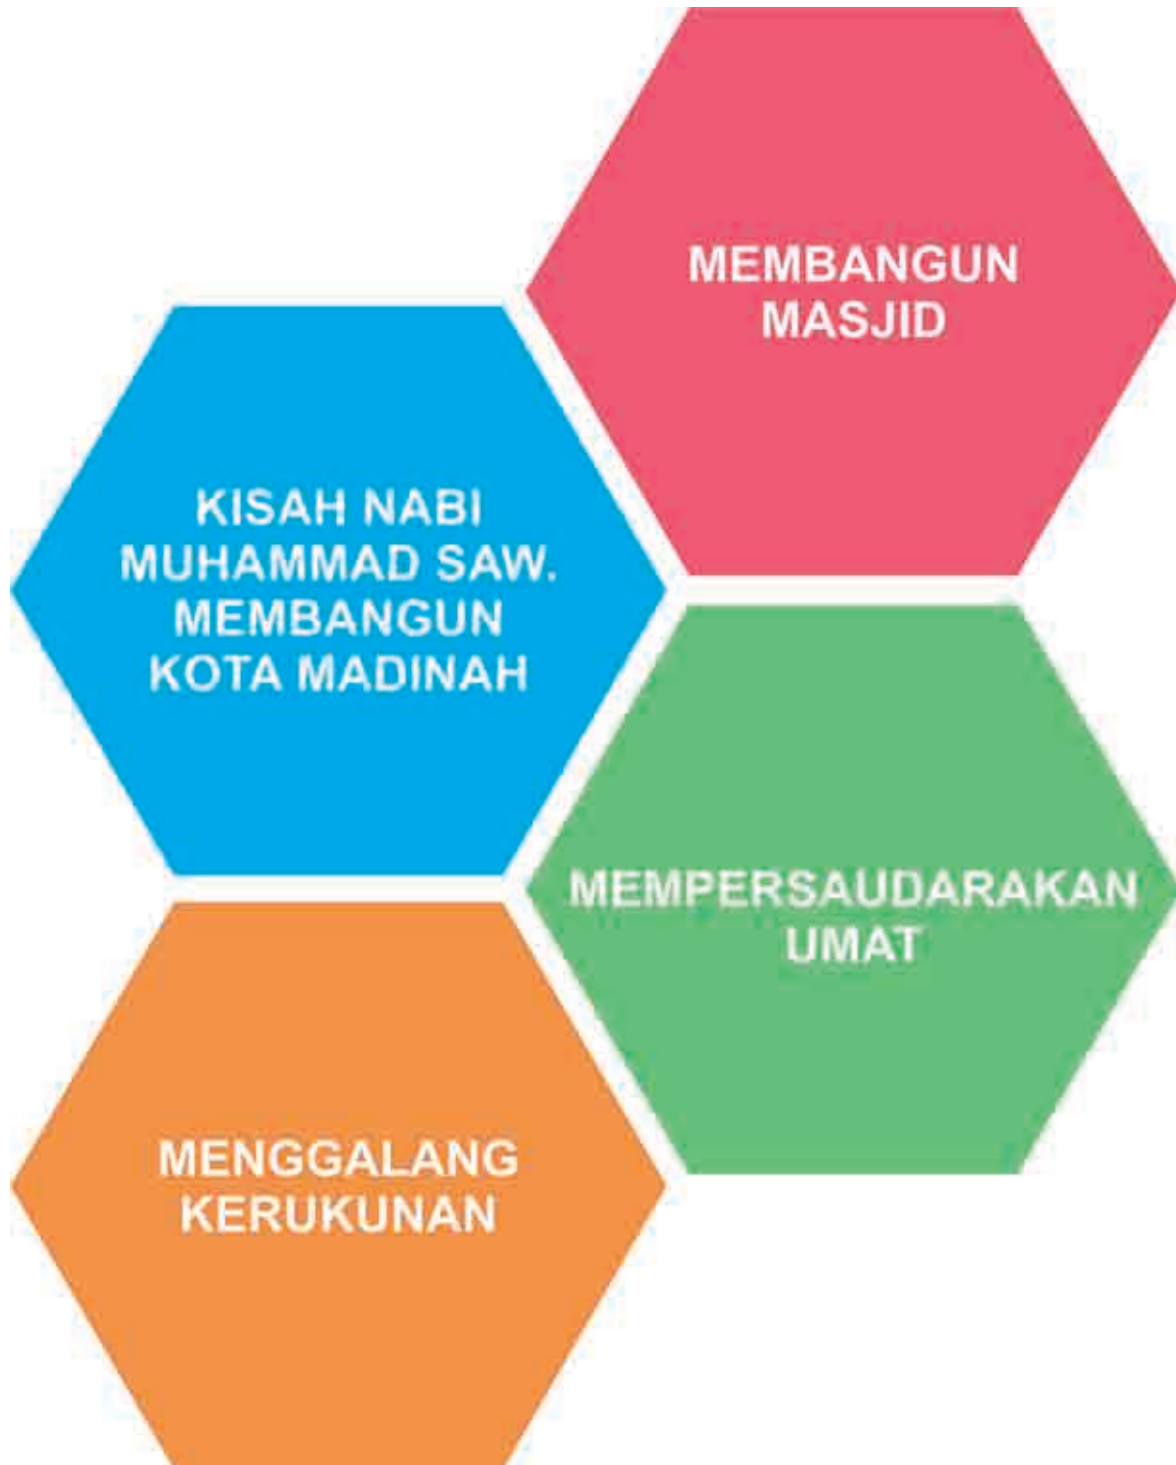 MEMBANGUN
MASJID
KISAH NABI
MUHAMMAD SAW.
MEMBANGUN
KOTA MADINAH
MEMPERSAUDARAKAN
UMAT
MENGGALANG
KERUKUNAN